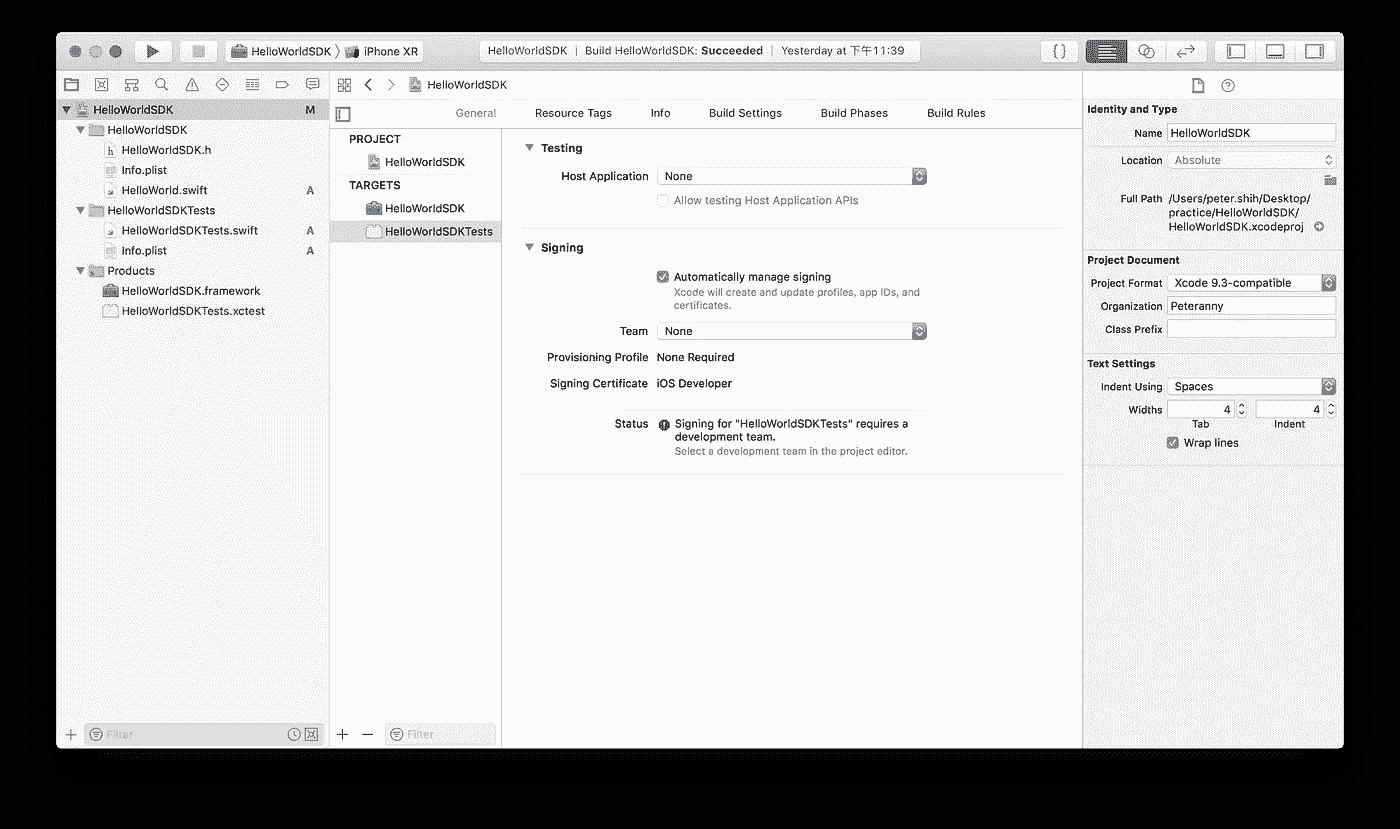 HelloWorldSDK
iPhone XR
HelloWorldSDK | Build HelloWorldSDK: Succeeded | Yesterday at 下午11:39
{ }
HelloWorldSDK
HelloWorldSDK M
HelloWorldSDK
HelloWorldSDK.h
Info.plist
HelloWorld.swift A
HelloWorldSDKTests
HelloWorldSDKTests.swift A
Info.plist A
Products
HelloWorldSDK.framework
HelloWorldSDKTests.xctest
Filter
General Resource Tags Info Build Settings Build Phases Build Rules
PROJECT
HelloWorldSDK
TARGETS
HelloWorldSDK
HelloWorldSDKTests
Filter
Testing
Host Application None
Allow testing Host Application APIs
Signing
Automatically manage signing
Xcode will create and update profiles, app IDs, and
certificates.
Team None
Provisioning Profile None Required
Signing Certificate iOS Developer
Status Signing for "HelloWorldSDKTests" requires a
development team.
Select a development team in the project editor.
Identity and Type
Name HelloWorldSDK
Location Absolute
Full Path /Users/peter.shih/Desktop/
practice/HelloWorldSDK/
HelloWorldSDK.xcodeproj
Project Document
Project Format Xcode 9.3-compatible
Organization Peteranny
Class Prefix
Text Settings
Indent Using Spaces
Widths 4 4
Tab Indent
Wrap lines